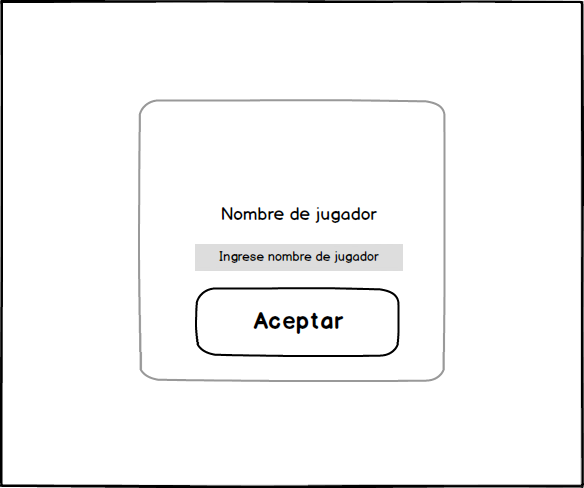 Nombre de jugador
Ingrese nombre de jugador
Aceptar